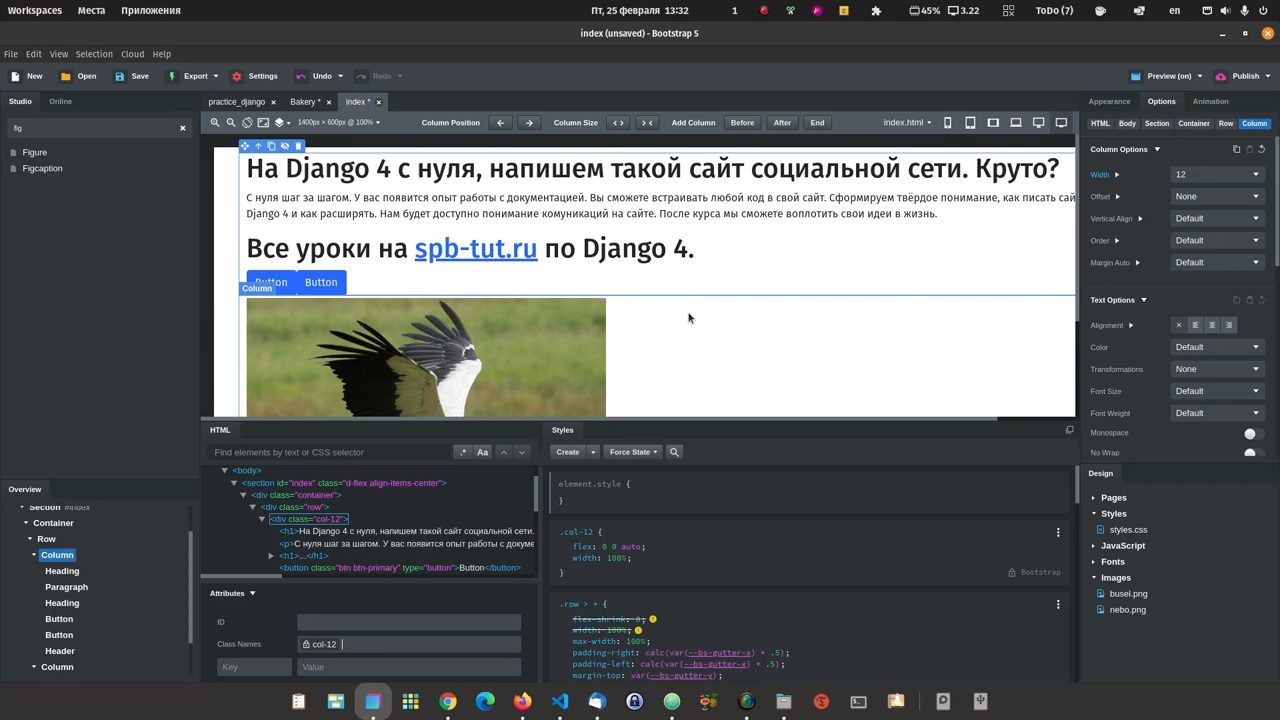 Workspaces Места Приложения Пт, 25 февраля 13:32 1 45% 3.22 ToDo (7) en
index (unsaved) - Bootstrap 5
File Edit View Selection Cloud Help
New Open Save Export Settings Undo Redo Preview (on) Publish
Studio Online
fig
Figure
Figcaption
practice_django Bakery * index *
1400px × 600px @ 100% Column Position Column Size Add Column Before After End index.html
На Django 4 с нуля, напишем такой сайт социальной сети. Круто?
С нуля шаг за шагом. У вас появится опыт работы с документацией. Вы сможете встраивать любой код в свой сайт. Сформируем твёрдое понимание, как писать сай
Django 4 и как расширять. Нам будет доступно понимание комуникаций на сайте. После курса мы сможете воплотить свои идеи в жизнь.
Все уроки на spb-tut.ru по Django 4.
Button Button
Column
Appearance Options Animation
HTML Body Section Container Row Column
Column Options
Width 12
Offset None
Vertical Align Default
Order Default
Margin Auto Default
Text Options
Alignment
Color Default
Transformations None
Font Size Default
Font Weight Default
Monospace
No Wrap
Overview
Section #index
Container
Row
Column
Heading
Paragraph
Heading
Button
Button
Header
Column
HTML
Find elements by text or CSS selector .* Aa
<body>
<section id="index" class="d-flex align-items-center">
<div class="container">
<div class="row">
<div class="col-12">
<h1>На Django 4 с нуля, напишем такой сайт социальной сети.
<p>С нуля шаг за шагом. У вас появится опыт работы с докуме
<h1>...</h1>
<button class="btn btn-primary" type="button">Button</button>
Attributes
ID
Class Names col-12
Key Value
Styles
Create Force State
element.style {
}
.col-12 {
flex: 0 0 auto;
width: 100%;
}
Bootstrap
.row > * {
flex-shrink: 0;
width: 100%;
max-width: 100%;
padding-right: calc(var(--bs-gutter-x) * .5);
padding-left: calc(var(--bs-gutter-x) * .5);
margin-top: var(--bs-gutter-y);
Design
Pages
Styles
styles.css
JavaScript
Fonts
Images
busel.png
nebo.png